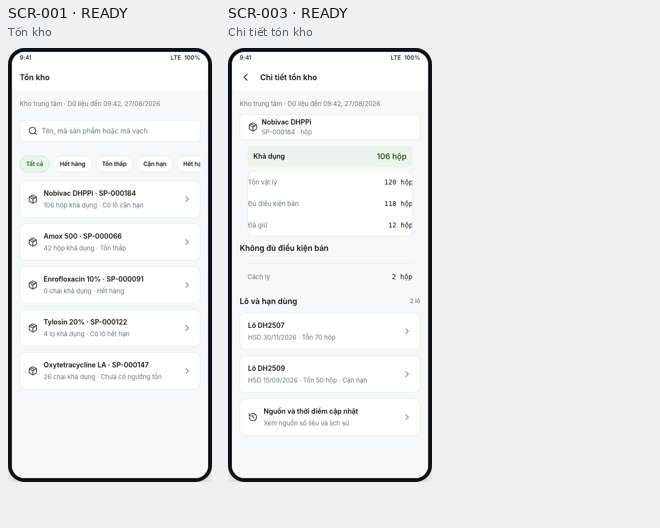 SCR-001 · READY
Tồn kho
9:41
LTE 100%
Tồn kho
Kho trung tâm · Dữ liệu đến 09:42, 27/08/2026
Tên, mã sản phẩm hoặc mã vạch
Tất cả
Hết hàng
Tồn thấp
Cận hạn
Hết hạ
Nobivac DHPPi · SP-000184
106 hộp khả dụng · Có lô cận hạn
Amox 500 · SP-000066
42 hộp khả dụng · Tồn thấp
Enrofloxacin 10% · SP-000091
0 chai khả dụng · Hết hàng
Tylosin 20% · SP-000122
4 lọ khả dụng · Có lô hết hạn
Oxytetracycline LA · SP-000147
26 chai khả dụng · Chưa có ngưỡng tồn
SCR-003 · READY
Chi tiết tồn kho
9:41
LTE 100%
Chi tiết tồn kho
Kho trung tâm · Dữ liệu đến 09:42, 27/08/2026
Nobivac DHPPi
SP-000184 · hộp
Khả dụng 106 hộp
Tồn vật lý 120 hộp
Đủ điều kiện bán 118 hộp
Đã giữ 12 hộp
Không đủ điều kiện bán
Cách ly 2 hộp
Lô và hạn dùng 2 lô
Lô DH2507
HSD 30/11/2026 · Tồn 70 hộp
Lô DH2509
HSD 15/09/2026 · Tồn 50 hộp · Cận hạn
Nguồn và thời điểm cập nhật
Xem nguồn số liệu và lịch sử